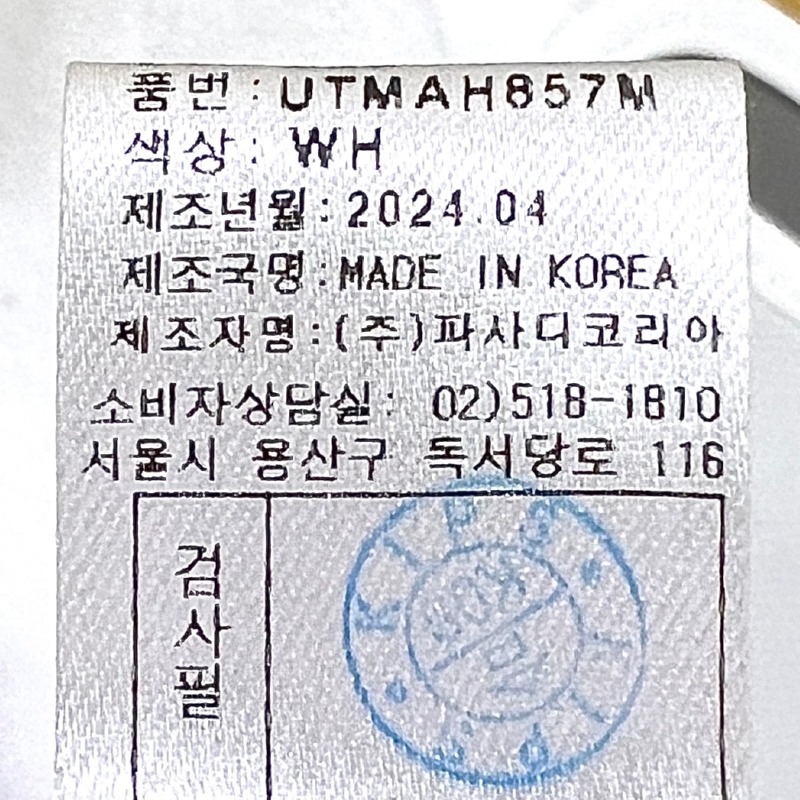 품번:UTMAH857M
색상: WH
제조년월:2024.04
제조국명:MADE IN KOREA
제조자명:(주)파사디코리아
소비자상담실: 02)518-1810
서울시 용산구 독서당로 116
검사필
KIPS